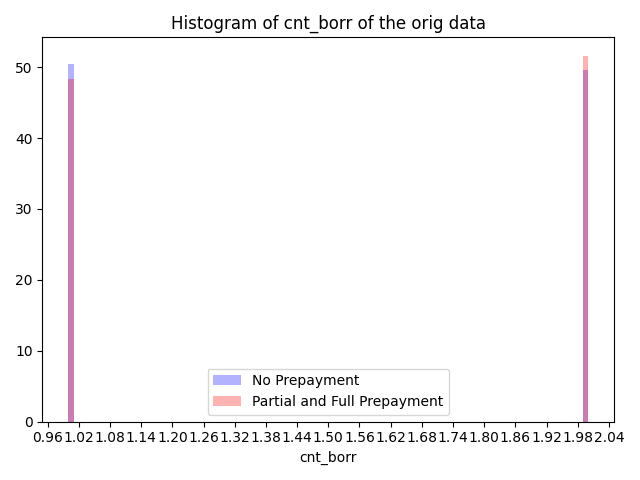 Histogram of cnt_borr of the orig data
50
40
30
20
10
0
No Prepayment
Partial and Full Prepayment
0.96 1.02 1.08 1.14 1.20 1.26 1.32 1.38 1.44 1.50 1.56 1.62 1.68 1.74 1.80 1.86 1.92 1.98 2.04
cnt_borr